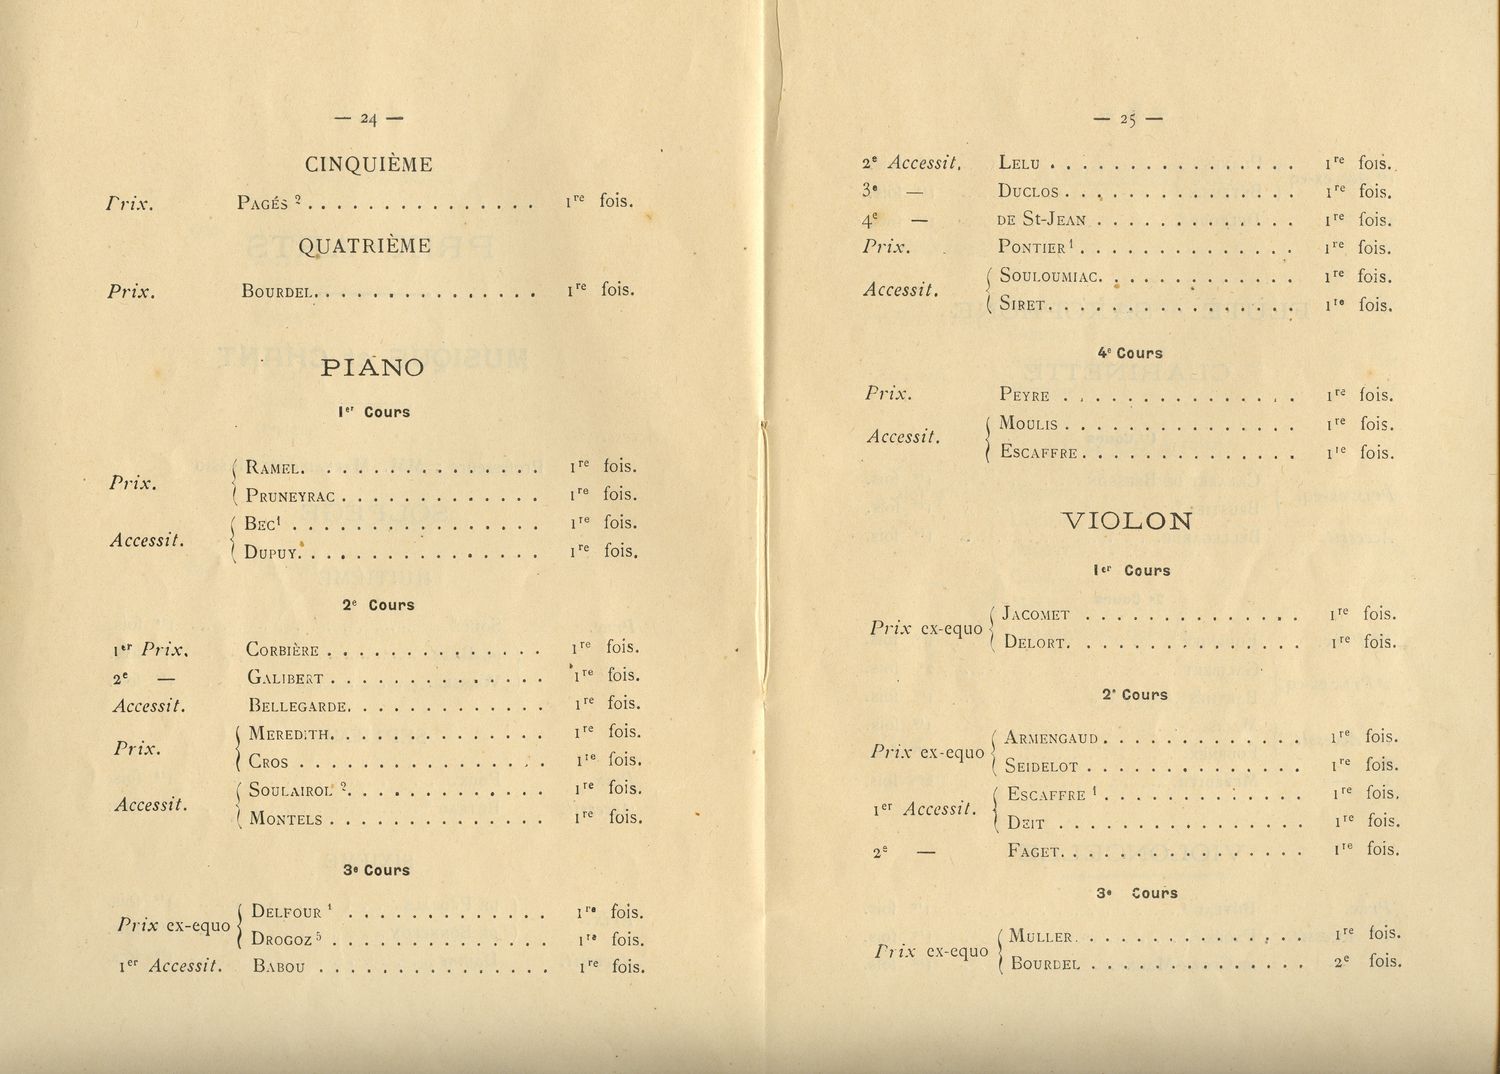 — 24 —
CINQUIÈME
Prix. PAGÉS ² . . . . . . . . . . . . . . . 1re fois.
QUATRIÈME
Prix. BOURDEL. . . . . . . . . . . . . . . 1re fois.
PIANO
1er Cours
Prix. RAMEL. . . . . . . . . . . . . . 1re fois.
PRUNEYRAC . . . . . . . . . . . . 1re fois.
Accessit. BEC¹ . . . . . . . . . . . . . . . . 1re fois.
DUPUY. . . . . . . . . . . . . . . 1re fois.
2e Cours
1er Prix. CORBIÈRE . . . . . . . . . . . . . 1re fois.
2e — GALIBERT . . . . . . . . . . . . . 1re fois.
Accessit. BELLEGARDE. . . . . . . . . . . . . 1re fois.
Prix. MEREDITH. . . . . . . . . . . . . . 1re fois.
CROS . . . . . . . . . . . . . . . . 1re fois.
Accessit. SOULAIROL ². . . . . . . . . . . . . 1re fois.
MONTELS . . . . . . . . . . . . . . 1re fois.
3e Cours
Prix ex-equo DELFOUR ¹ . . . . . . . . . . . . . 1re fois.
DROGOZ ⁵ . . . . . . . . . . . . . . 1re fois.
1er Accessit. BABOU . . . . . . . . . . . . . . . 1re fois.
— 25 —
2e Accessit. LELU . . . . . . . . . . . . . . . . 1re fois.
3e — DUCLOS . . . . . . . . . . . . . . . 1re fois.
4e — DE St-JEAN . . . . . . . . . . . . . 1re fois.
Prix. PONTIER ¹ . . . . . . . . . . . . . . 1re fois.
Accessit. SOULOUMIAC. . . . . . . . . . . . . 1re fois.
SIRET. . . . . . . . . . . . . . . . 1re fois.
4e Cours
Prix. PEYRE . . . . . . . . . . . . . . . 1re fois.
Accessit. MOULIS . . . . . . . . . . . . . . . 1re fois.
ESCAFFRE . . . . . . . . . . . . . . 1re fois.
VIOLON
1er Cours
Prix ex-equo JACOMET . . . . . . . . . . . . . . 1re fois.
DELORT. . . . . . . . . . . . . . . 1re fois.
2e Cours
Prix ex-equo ARMENGAUD . . . . . . . . . . . . . 1re fois.
SEIDELOT . . . . . . . . . . . . . . 1re fois.
1er Accessit. ESCAFFRE ¹ . . . . . . . . . . . . . 1re fois.
DEIT . . . . . . . . . . . . . . . . 1re fois.
2e — FAGET. . . . . . . . . . . . . . . . 1re fois.
3e Cours
Prix ex-equo MULLER. . . . . . . . . . . . . . . 1re fois.
BOURDEL . . . . . . . . . . . . . . 2e fois.